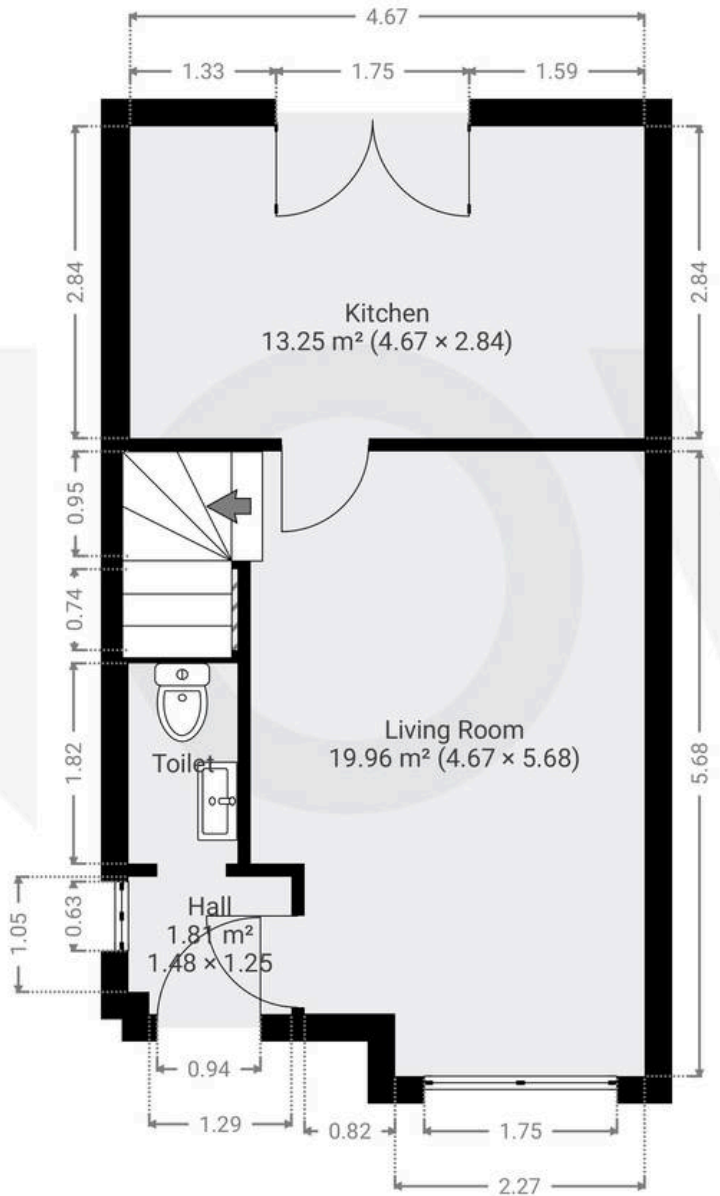 4.67
1.33
1.75
1.59
2.84
2.84
Kitchen
13.25 m² (4.67 × 2.84)
0.95
0.74
1.82
5.68
Living Room
19.96 m² (4.67 × 5.68)
Toilet
1.05
0.63
Hall
1.81 m²
1.48 × 1.25
0.94
1.29
0.82
1.75
2.27